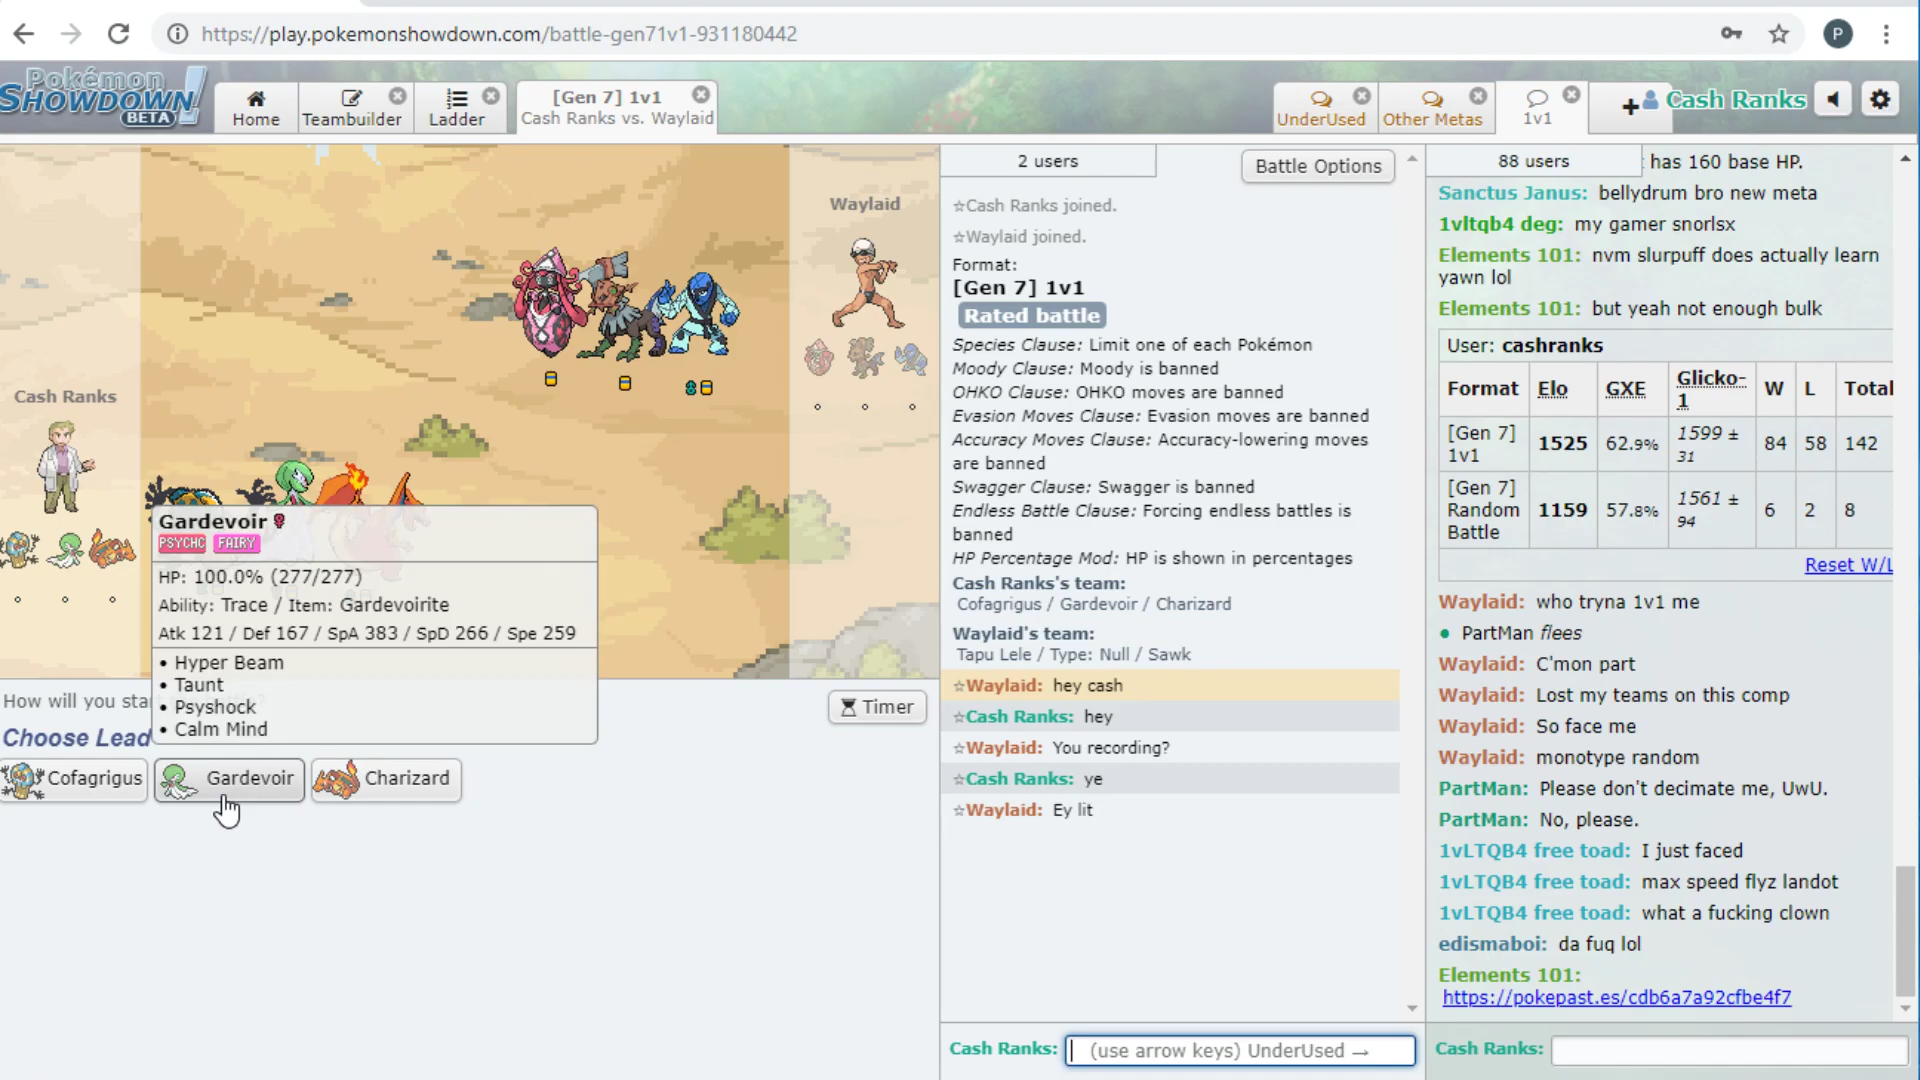 https://play.pokemonshowdown.com/battle-gen71v1-931180442
P
Pokémon
SHOWDOWN!
BETA
Home
Teambuilder
Ladder
[Gen 7] 1v1
Cash Ranks vs. Waylaid
UnderUsed
Other Metas
1v1
Cash Ranks
Waylaid
Cash Ranks
Gardevoir
PSYCHC FAIRY
HP: 100.0% (277/277)
Ability: Trace / Item: Gardevoirite
Atk 121 / Def 167 / SpA 383 / SpD 266 / Spe 259
• Hyper Beam
• Taunt
• Psyshock
• Calm Mind
How will you sta
Timer
Choose Lead
Cofagrigus
Gardevoir
Charizard
2 users
Battle Options
☆Cash Ranks joined.
☆Waylaid joined.
Format:
[Gen 7] 1v1
Rated battle
Species Clause: Limit one of each Pokémon
Moody Clause: Moody is banned
OHKO Clause: OHKO moves are banned
Evasion Moves Clause: Evasion moves are banned
Accuracy Moves Clause: Accuracy-lowering moves
are banned
Swagger Clause: Swagger is banned
Endless Battle Clause: Forcing endless battles is
banned
HP Percentage Mod: HP is shown in percentages
Cash Ranks's team:
Cofagrigus / Gardevoir / Charizard
Waylaid's team:
Tapu Lele / Type: Null / Sawk
☆Waylaid: hey cash
☆Cash Ranks: hey
☆Waylaid: You recording?
☆Cash Ranks: ye
☆Waylaid: Ey lit
Cash Ranks: (use arrow keys) UnderUsed →
88 users
has 160 base HP.
Sanctus Janus: bellydrum bro new meta
1vltqb4 deg: my gamer snorlsx
Elements 101: nvm slurpuff does actually learn
yawn lol
Elements 101: but yeah not enough bulk
User: cashranks
Format Elo GXE Glicko-1 W L Total
[Gen 7] 1v1 1525 62.9% 1599 ± 31 84 58 142
[Gen 7] Random Battle 1159 57.8% 1561 ± 94 6 2 8
Reset W/L
Waylaid: who tryna 1v1 me
• PartMan flees
Waylaid: C'mon part
Waylaid: Lost my teams on this comp
Waylaid: So face me
Waylaid: monotype random
PartMan: Please don't decimate me, UwU.
PartMan: No, please.
1vLTQB4 free toad: I just faced
1vLTQB4 free toad: max speed flyz landot
1vLTQB4 free toad: what a fucking clown
edismaboi: da fuq lol
Elements 101:
https://pokepast.es/cdb6a7a92cfbe4f7
Cash Ranks: